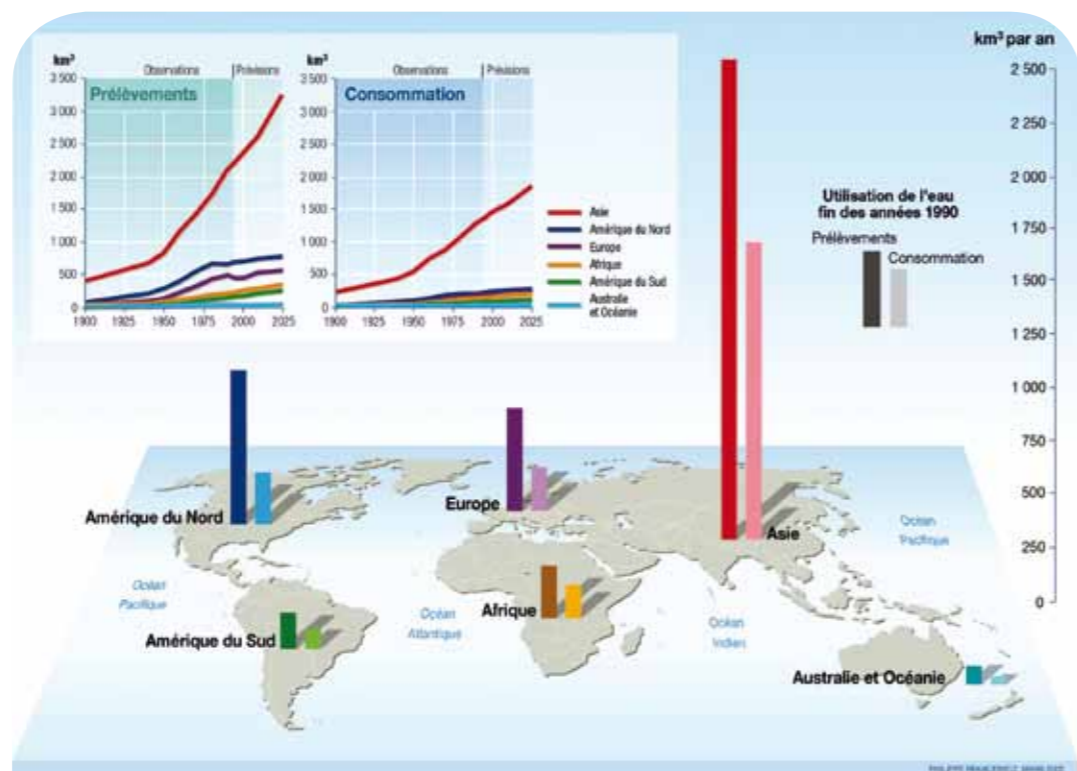 km³
Observations
Prévisions
3 500
Prélèvements
3 000
2 500
2 000
1 500
1 000
500
0
1900
1925
1950
1975
2000
2025
km³
Observations
Prévisions
3 500
Consommation
3 000
2 500
2 000
1 500
1 000
500
0
1900
1925
1950
1975
2000
2025
Asie
Amérique du Nord
Europe
Afrique
Amérique du Sud
Australie
et Océanie
km³ par an
2 500
2 250
2 000
1 750
1 500
1 250
1 000
750
500
250
0
Utilisation de l'eau
fin des années 1990
Prélèvements
Consommation
Amérique du Nord
Europe
Asie
Océan
Pacifique
Océan
Pacifique
Amérique du Sud
Océan
Atlantique
Afrique
Océan
Indien
Australie et Océanie